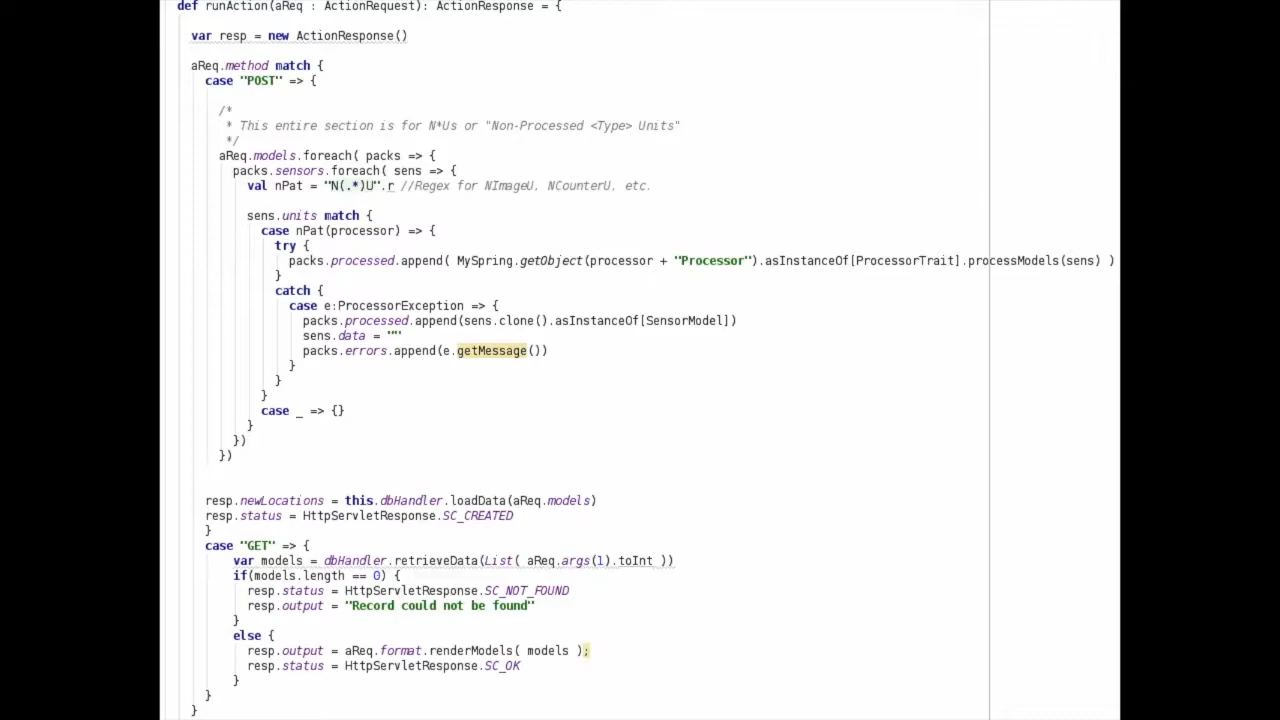 def runAction(aReq : ActionRequest): ActionResponse = {
var resp = new ActionResponse()
aReq.method match {
case "POST" => {
/*
* This entire section is for N*Us or "Non-Processed <Type> Units"
*/
aReq.models.foreach( packs => {
packs.sensors.foreach( sens => {
val nPat = "N(.*)U".r //Regex for NImageU, NCounterU, etc.
sens.units match {
case nPat(processor) => {
try {
packs.processed.append( MySpring.getObject(processor + "Processor").asInstanceOf[ProcessorTrait].processModels(sens) )
}
catch {
case e:ProcessorException => {
packs.processed.append(sens.clone().asInstanceOf[SensorModel])
sens.data = ""
packs.errors.append(e.getMessage())
}
}
}
case _ => {}
}
})
})
resp.newLocations = this.dbHandler.loadData(aReq.models)
resp.status = HttpServletResponse.SC_CREATED
}
case "GET" => {
var models = dbHandler.retrieveData(List( aReq.args(1).toInt ))
if(models.length == 0) {
resp.status = HttpServletResponse.SC_NOT_FOUND
resp.output = "Record could not be found"
}
else {
resp.output = aReq.format.renderModels( models );
resp.status = HttpServletResponse.SC_OK
}
}
}